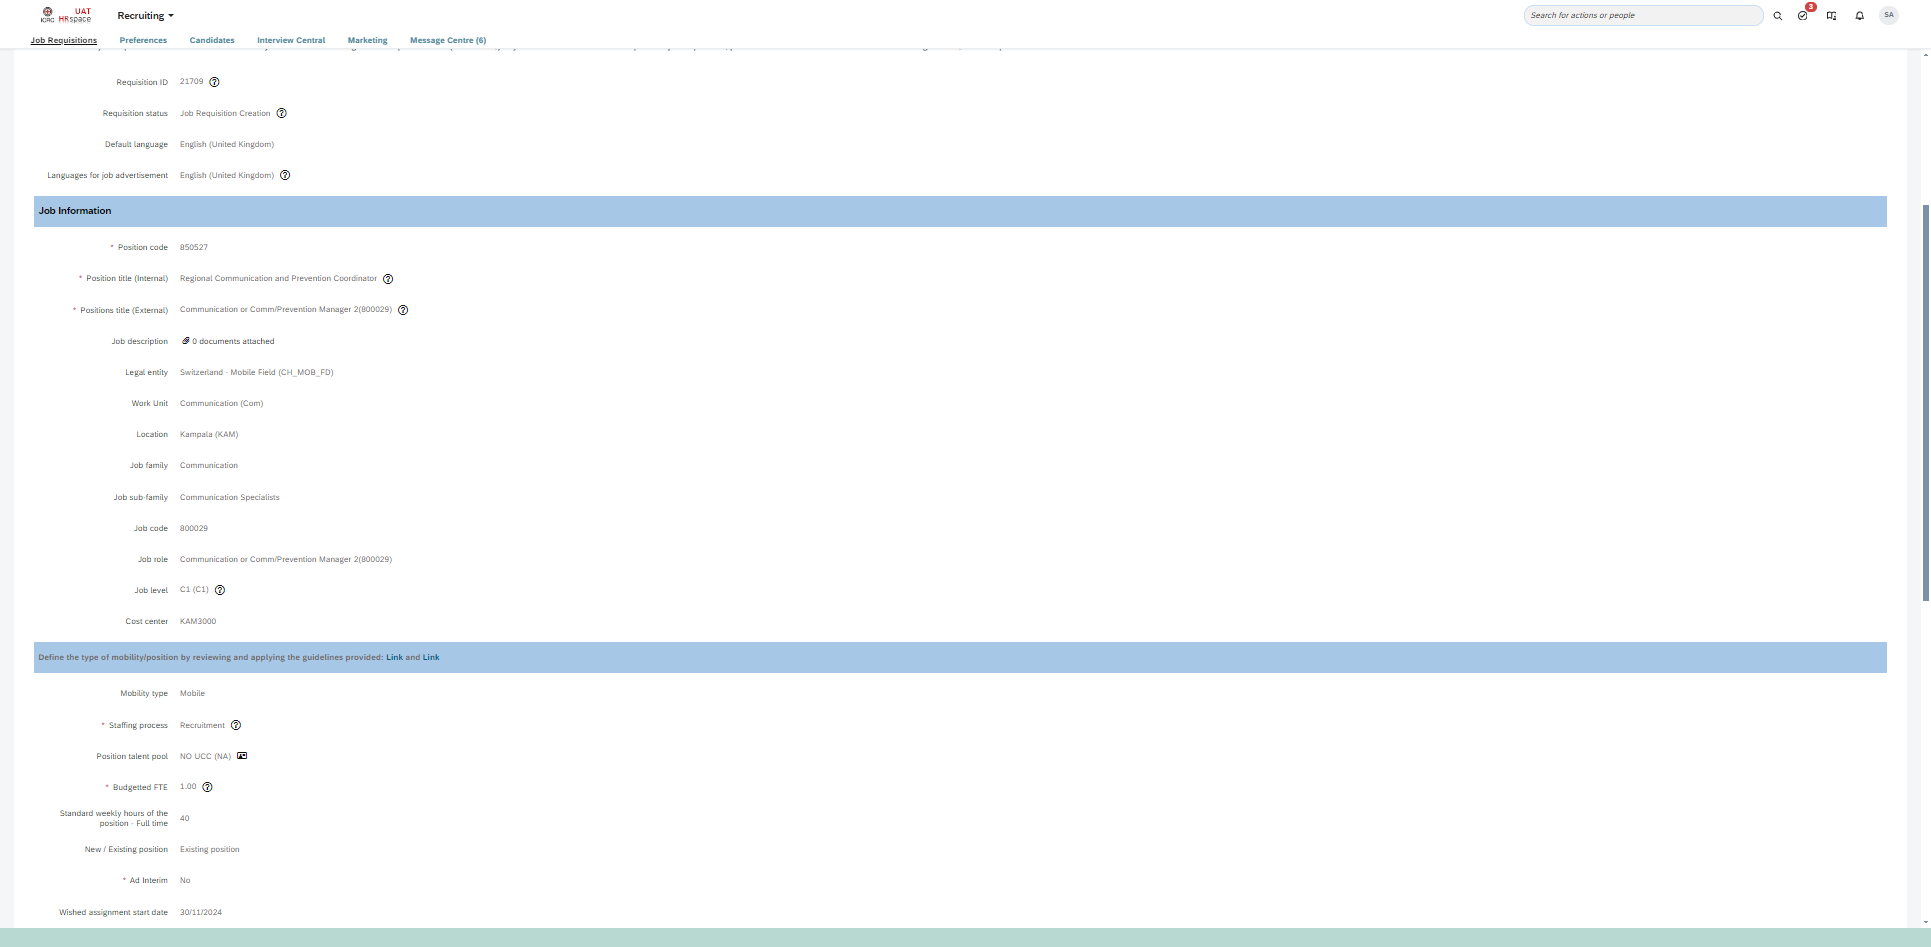 ICRC
UAT
HRspace
Recruiting
Search for actions or people
3
SA
Job Requisitions
Preferences
Candidates
Interview Central
Marketing
Message Centre (6)
Requisition ID 21709
Requisition status Job Requisition Creation
Default language English (United Kingdom)
Languages for job advertisement English (United Kingdom)
Job Information
* Position code 850527
* Position title (Internal) Regional Communication and Prevention Coordinator
* Positions title (External) Communication or Comm/Prevention Manager 2(800029)
Job description 0 documents attached
Legal entity Switzerland - Mobile Field (CH_MOB_FD)
Work Unit Communication (Com)
Location Kampala (KAM)
Job family Communication
Job sub-family Communication Specialists
Job code 800029
Job role Communication or Comm/Prevention Manager 2(800029)
Job level C1 (C1)
Cost center KAM3000
Define the type of mobility/position by reviewing and applying the guidelines provided: Link and Link
Mobility type Mobile
* Staffing process Recruitment
Position talent pool NO UCC (NA)
* Budgetted FTE 1.00
Standard weekly hours of the
position - Full time 40
New / Existing position Existing position
* Ad Interim No
Wished assignment start date 30/11/2024